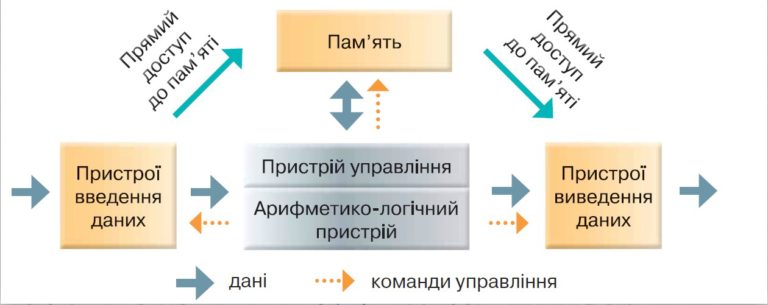 Прямий
доступ
до пам’яті
Пам’ять
Прямий
доступ
до пам’яті
Пристрої
введення
даних
Пристрій управління
Арифметико-логічний
пристрій
Пристрої
виведення
даних
дані
команди управління